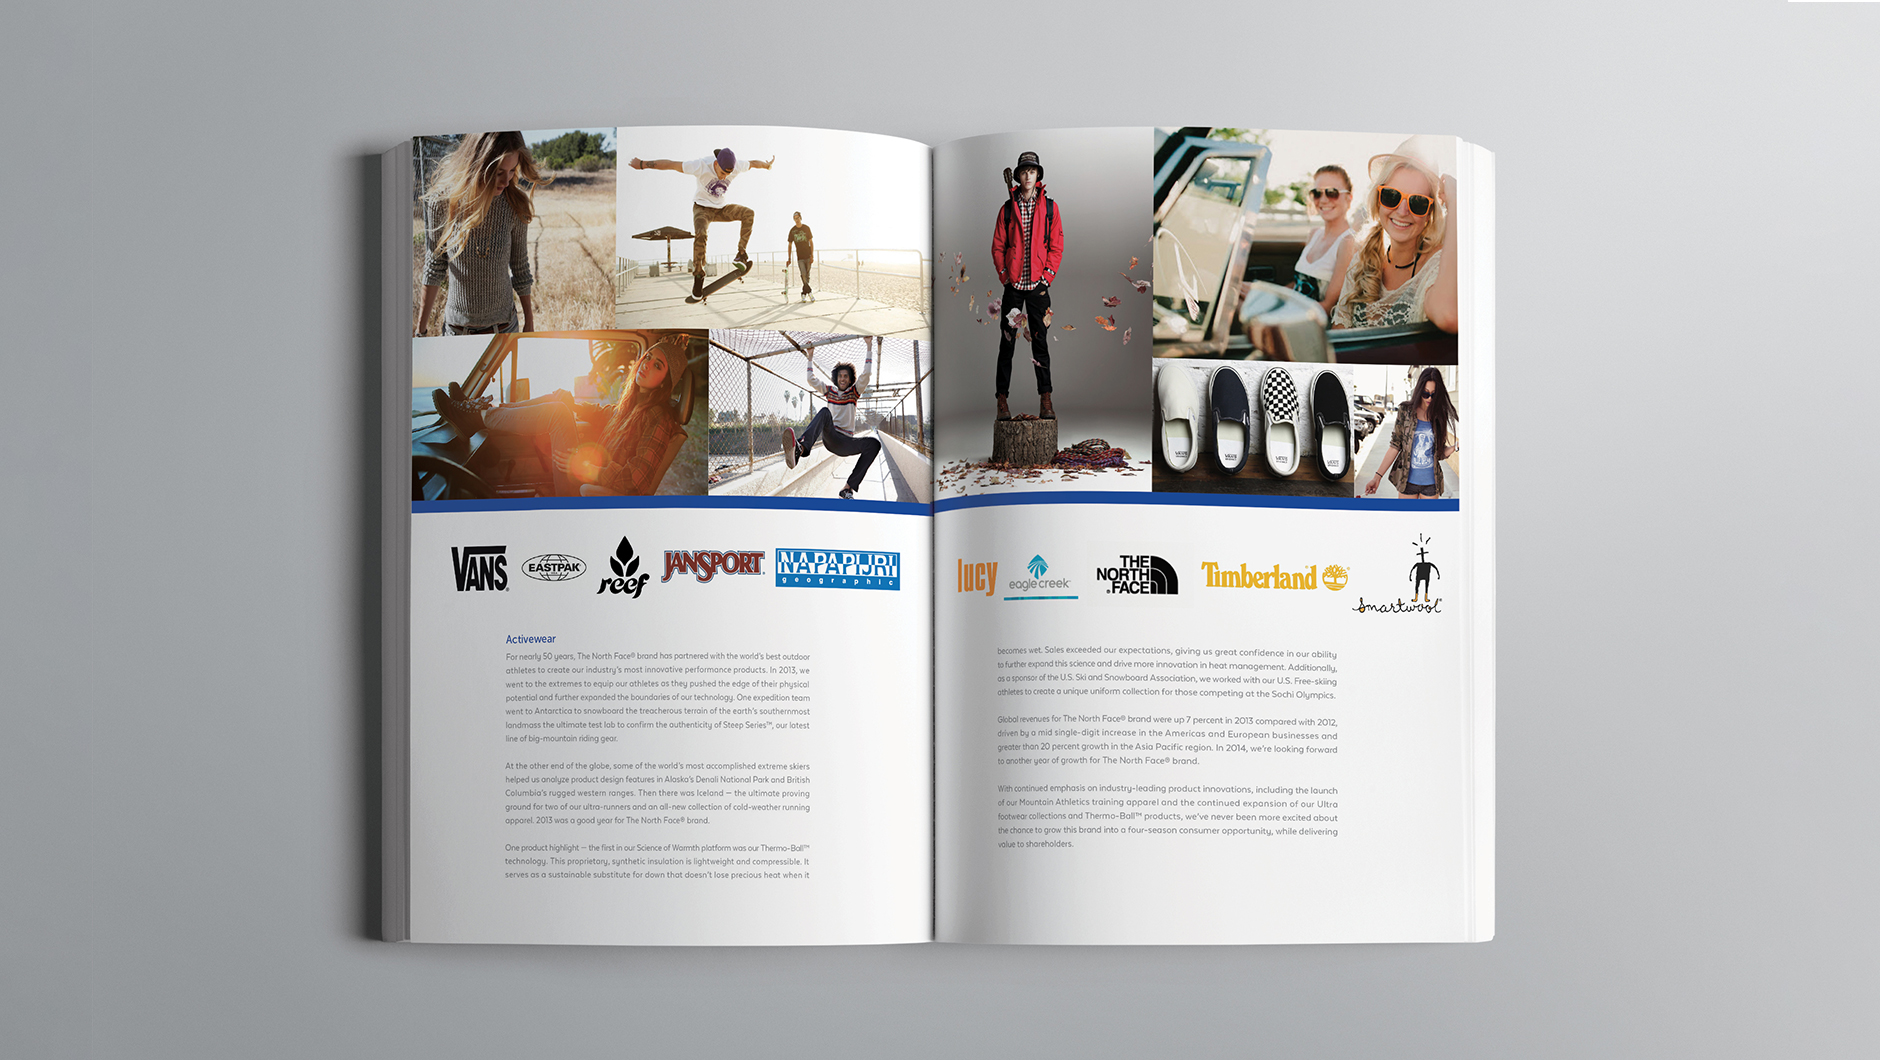 VANS
EASTPAK
reef
JANSPORT
NAPAPIJRI
geographic
Activewear
For nearly 50 years, The North Face® brand has partnered with the world's best outdoor
athletes to create our industry's most innovative performance products. In 2013, we
went to the extremes to equip our athletes as they pushed the edge of their physical
potential and further expanded the boundaries of our technology. One expedition team
went to Antarctica to snowboard the treacherous terrain of the earth's southernmost
landmass the ultimate test lab to confirm the authenticity of Steep Series™, our latest
line of big-mountain riding gear.
At the other end of the globe, some of the world's most accomplished extreme skiers
helped us analyze product design features in Alaska's Denali National Park and British
Columbia's rugged western ranges. Then there was Iceland — the ultimate proving
ground for two of our ultra-runners and an all-new collection of cold-weather running
apparel. 2013 was a good year for The North Face® brand.
One product highlight — the first in our Science of Warmth platform was our Thermo-Ball™
technology. This proprietary, synthetic insulation is lightweight and compressible. It
serves as a sustainable substitute for down that doesn't lose precious heat when it
lucy
eagle creek
THE
NORTH
FACE®
Timberland
smartwool
becomes wet. Sales exceeded our expectations, giving us great confidence in our ability
to further expand this science and drive more innovation in heat management. Additionally,
as a sponsor of the U.S. Ski and Snowboard Association, we worked with our U.S. Free-skiing
athletes to create a unique uniform collection for those competing at the Sochi Olympics.
Global revenues for The North Face® brand were up 7 percent in 2013 compared with 2012,
driven by a mid single-digit increase in the Americas and European businesses and
greater than 20 percent growth in the Asia Pacific region. In 2014, we're looking forward
to another year of growth for The North Face® brand.
With continued emphasis on industry-leading product innovations, including the launch
of our Mountain Athletics training apparel and the continued expansion of our Ultra
footwear collections and Thermo-Ball™ products, we've never been more excited about
the chance to grow this brand into a four-season consumer opportunity, while delivering
value to shareholders.